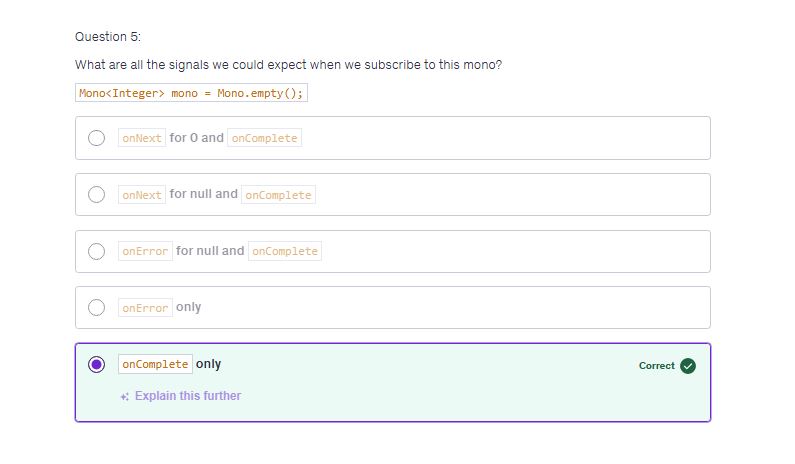 Question 5:
What are all the signals we could expect when we subscribe to this mono?
Mono<Integer> mono = Mono.empty();
onNext for 0 and onComplete
onNext for null and onComplete
onError for null and onComplete
onError only
onComplete only
Correct
Explain this further